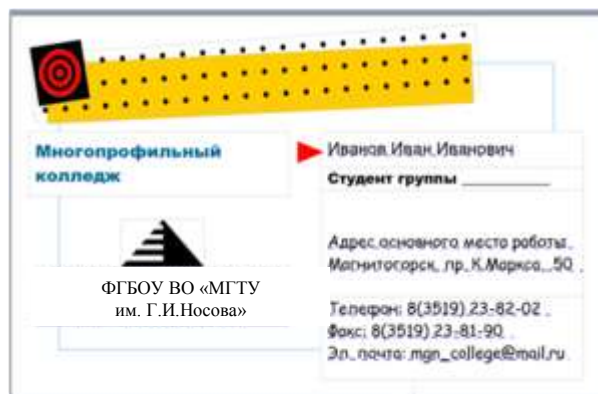 Многопрофильный
колледж
ФГБОУ ВО «МГТУ
им. Г.И.Носова»
Иванов Иван Иванович
Студент группы ___________
Адрес основного места работы
Магнитогорск, пр. К.Маркса, 50
Телефон: 8(3519) 23-82-02
Факс: 8(3519) 23-81-90
Эл. почта: mgn_college@mail.ru